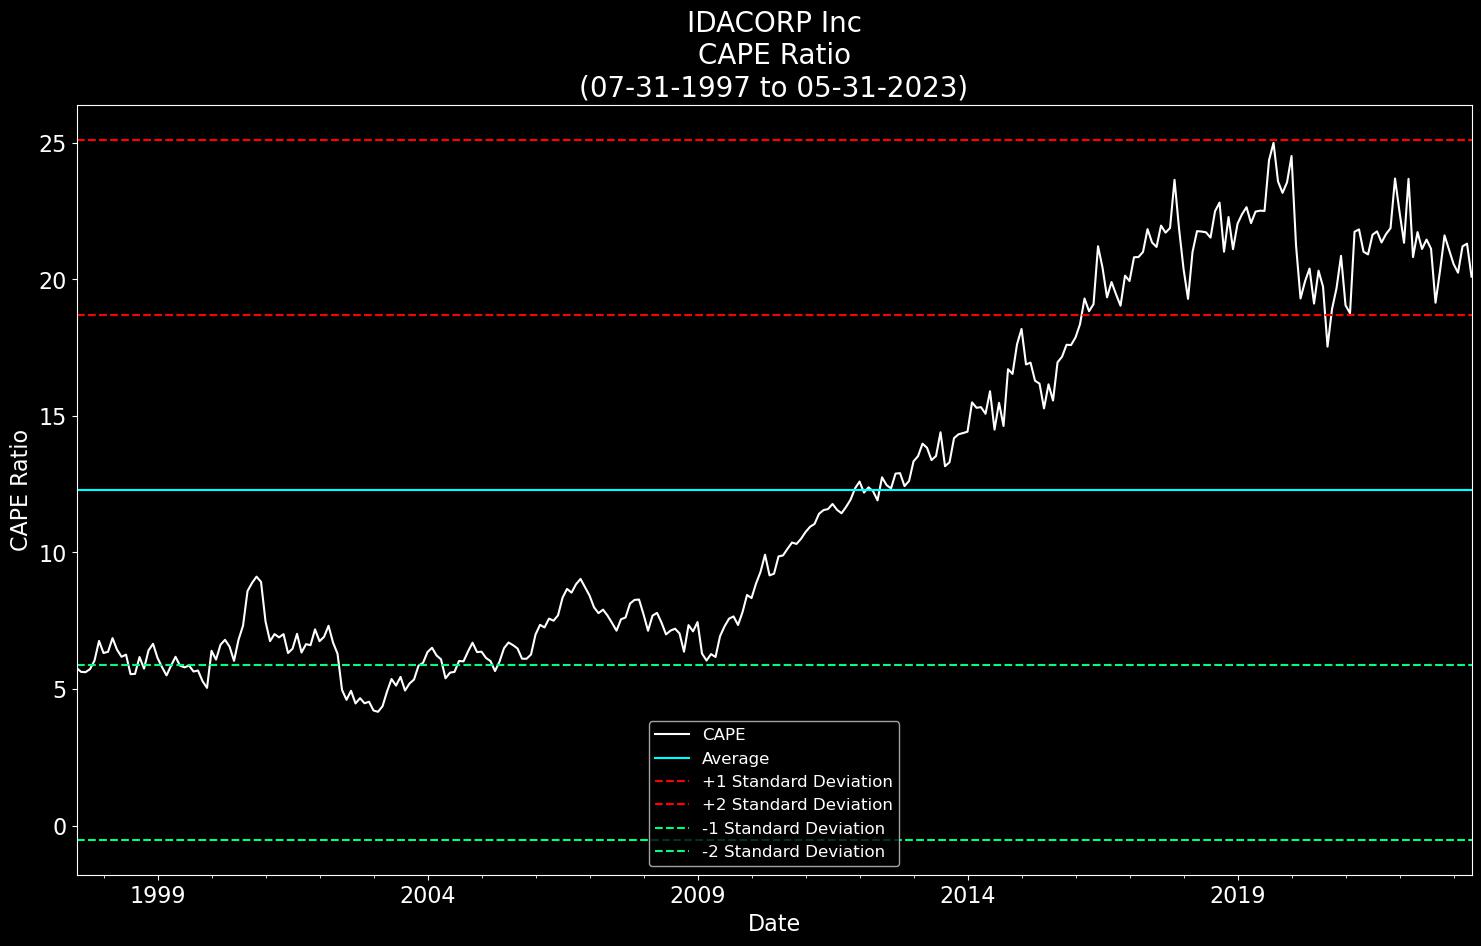 IDACORP Inc
CAPE Ratio
(07-31-1997 to 05-31-2023)
25
20
15
10
5
0
CAPE Ratio
CAPE
Average
+1 Standard Deviation
+2 Standard Deviation
-1 Standard Deviation
-2 Standard Deviation
1999 2004 2009 2014 2019
Date